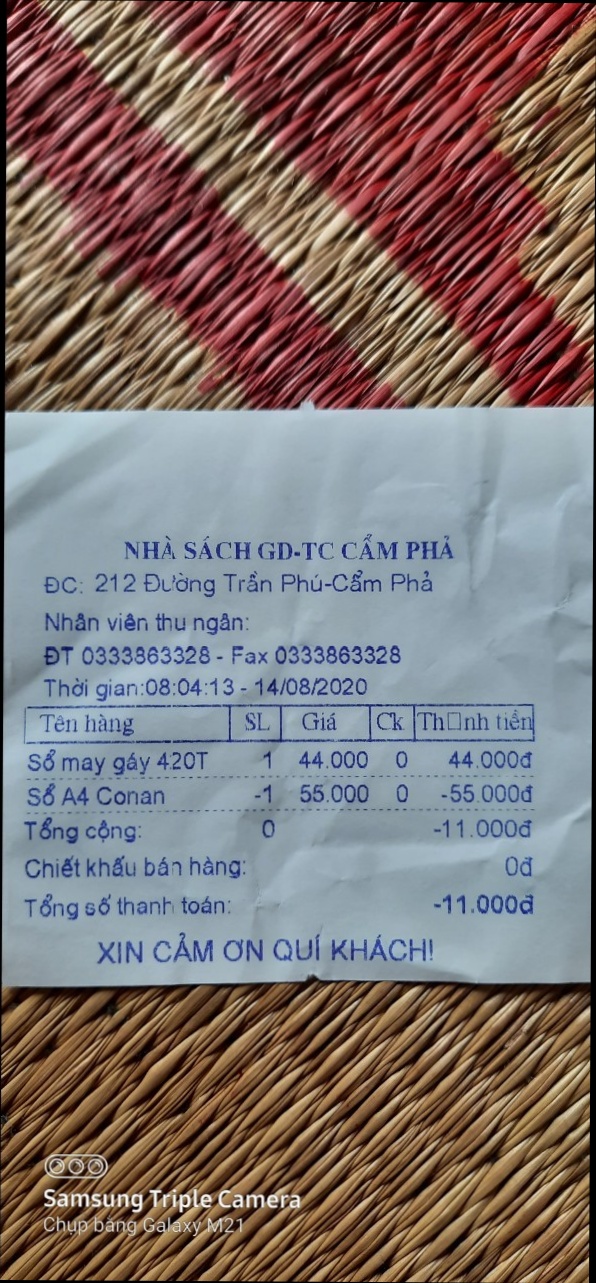 NHÀ SÁCH GD-TC CẨM PHẢ
ĐC: 212 Đường Trần Phú-Cẩm Phả
Nhân viên thu ngân:
ĐT 0333863328 - Fax 0333863328
Thời gian:08:04:13 - 14/08/2020
Tên hàng SL Giá Ck Th□nh tiền
Sổ may gáy 420T 1 44.000 0 44.000đ
Sổ A4 Conan -1 55.000 0 -55.000đ
Tổng cộng: 0 -11.000đ
Chiết khấu bán hàng: 0đ
Tổng số thanh toán: -11.000đ
XIN CẢM ƠN QUÍ KHÁCH!
Samsung Triple Camera
Chụp bằng Galaxy M21